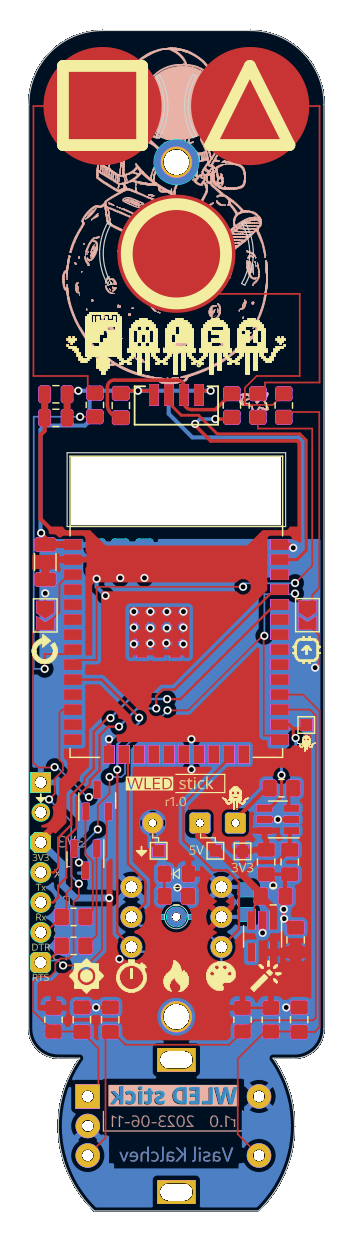 WLED
WLED stick
r1.0
5V
3V3
3V3
Tx
Rx
DTR
RTS
WLED stick
r1.0 2023-06-11
Vasil Kalchev